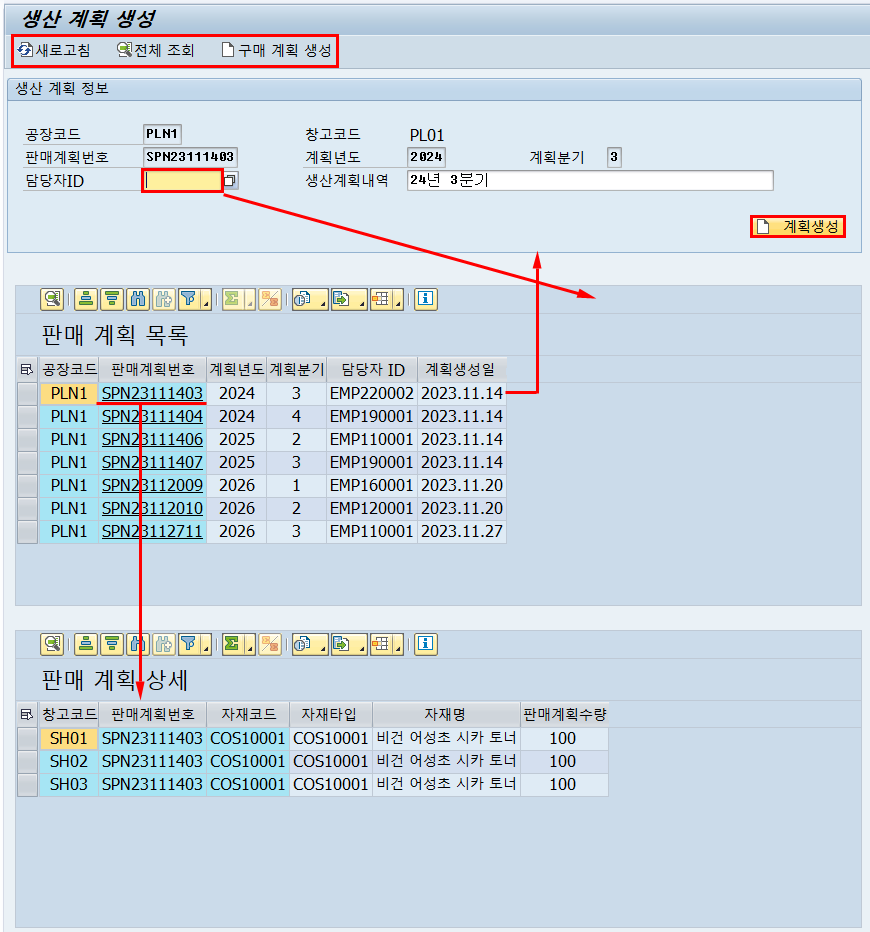 생산 계획 생성
새로고침 전체 조회 구매 계획 생성
생산 계획 정보
공장코드 PLN1 창고코드 PL01
판매계획번호 SPN23111403 계획년도 2024 계획분기 3
담당자ID 생산계획내역 24년 3분기
계획생성
판매 계획 목록
공장코드 판매계획번호 계획년도 계획분기 담당자 ID 계획생성일
PLN1 SPN23111403 2024 3 EMP220002 2023.11.14
PLN1 SPN23111404 2024 4 EMP190001 2023.11.14
PLN1 SPN23111406 2025 2 EMP110001 2023.11.14
PLN1 SPN23111407 2025 3 EMP190001 2023.11.14
PLN1 SPN23112009 2026 1 EMP160001 2023.11.20
PLN1 SPN23112010 2026 2 EMP120001 2023.11.20
PLN1 SPN23112711 2026 3 EMP110001 2023.11.27
판매 계획 상세
창고코드 판매계획번호 자재코드 자재타입 자재명 판매계획수량
SH01 SPN23111403 COS10001 COS10001 비건 어성초 시카 토너 100
SH02 SPN23111403 COS10001 COS10001 비건 어성초 시카 토너 100
SH03 SPN23111403 COS10001 COS10001 비건 어성초 시카 토너 100